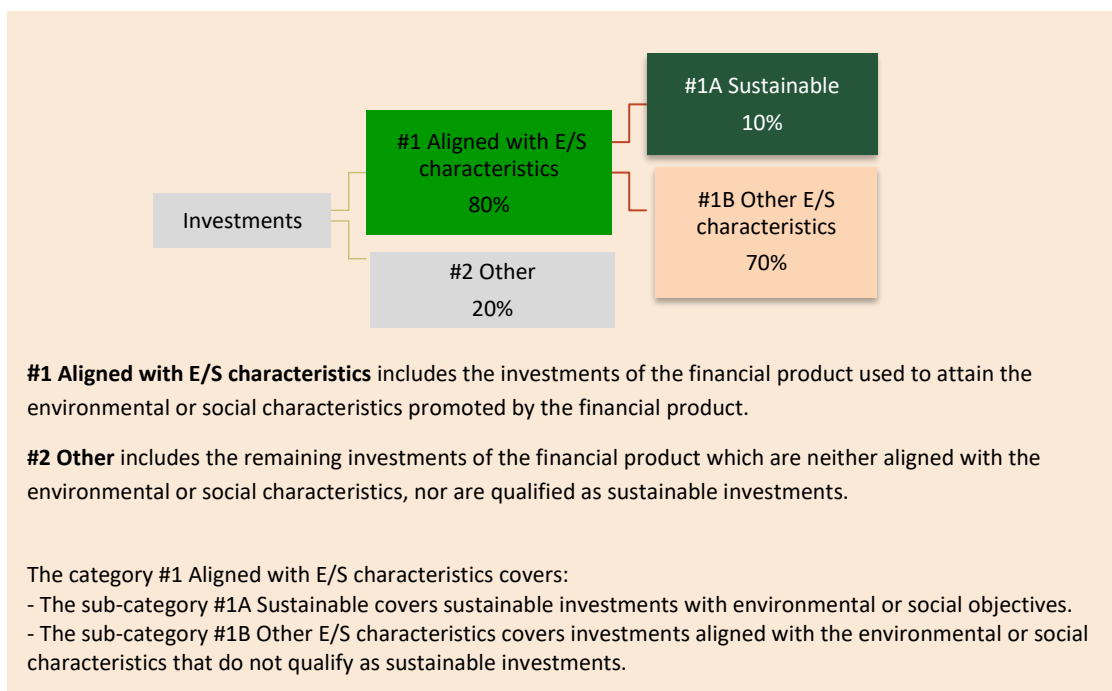 #1A Sustainable
10%
#1 Aligned with E/S
characteristics
80%
#1B Other E/S
characteristics
70%
Investments
#2 Other
20%
#1 Aligned with E/S characteristics includes the investments of the financial product used to attain the
environmental or social characteristics promoted by the financial product.
#2 Other includes the remaining investments of the financial product which are neither aligned with the
environmental or social characteristics, nor are qualified as sustainable investments.
The category #1 Aligned with E/S characteristics covers:
- The sub-category #1A Sustainable covers sustainable investments with environmental or social objectives.
- The sub-category #1B Other E/S characteristics covers investments aligned with the environmental or social
characteristics that do not qualify as sustainable investments.